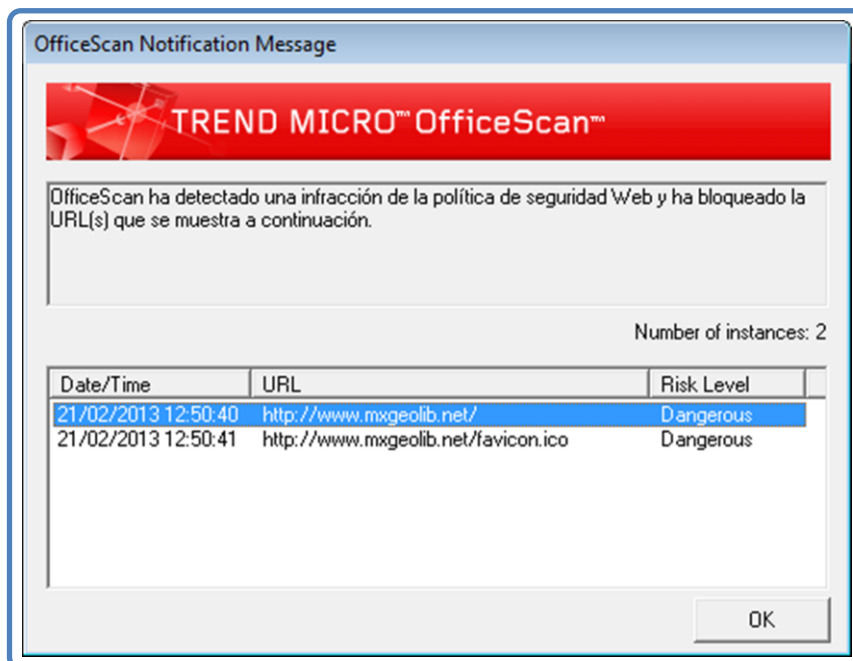 OfficeScan Notification Message
TREND MICRO™ OfficeScan™
OfficeScan ha detectado una infracción de la política de seguridad Web y ha bloqueado la
URL(s) que se muestra a continuación.
Number of instances: 2
Date/Time URL Risk Level
21/02/2013 12:50:40 http://www.mxgeolib.net/ Dangerous
21/02/2013 12:50:41 http://www.mxgeolib.net/favicon.ico Dangerous
OK